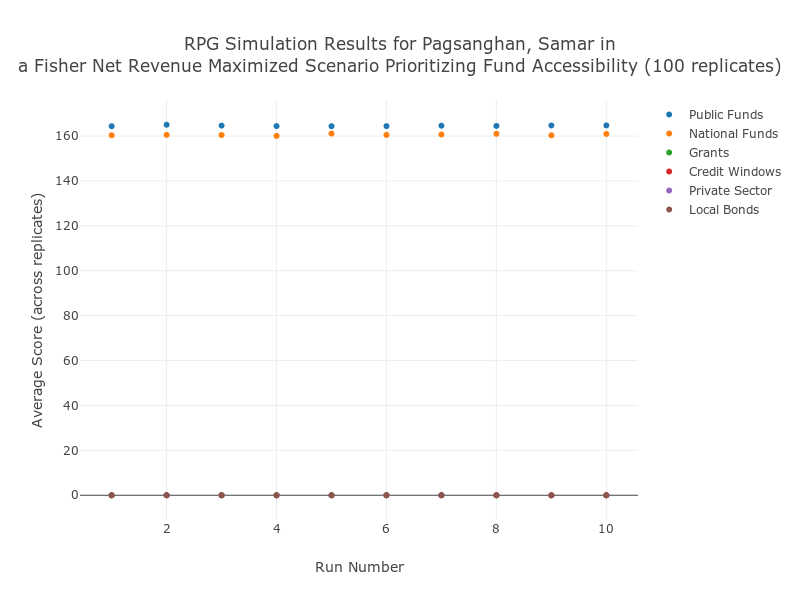 RPG Simulation Results for Pagsanghan, Samar in
a Fisher Net Revenue Maximized Scenario Prioritizing Fund Accessibility (100 replicates)
Public Funds
National Funds
Grants
Credit Windows
Private Sector
Local Bonds
Average Score (across replicates)
160
140
120
100
80
60
40
20
0
2 4 6 8 10
Run Number